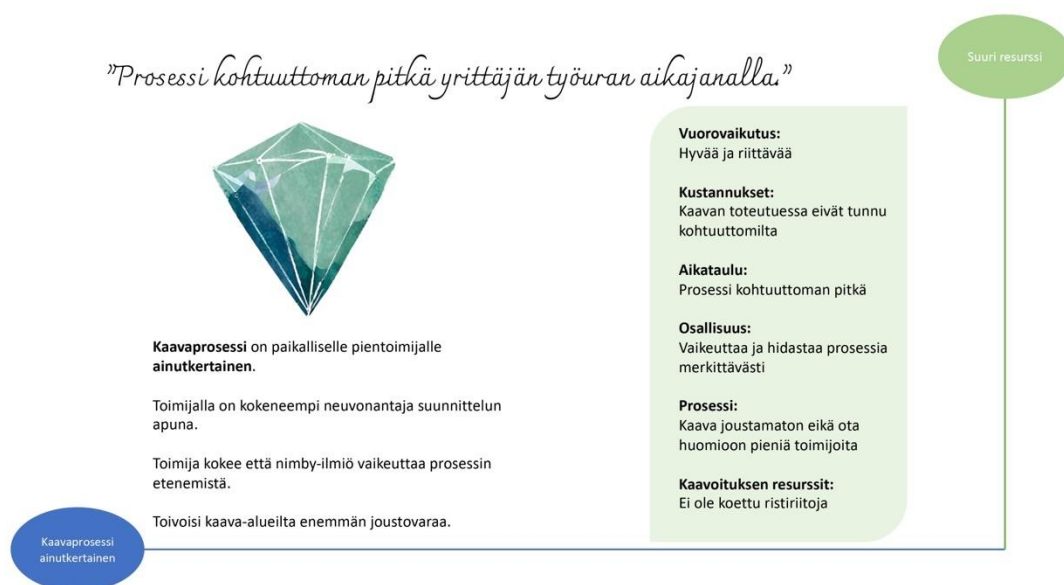 "Prosessi kohtuuttoman pitkä yrittäjän työuran aikajanalla."
Suuri resurssi
Kaavaprosessi on paikalliselle pientoimijalle
ainutkertainen.
Toimijalla on kokeneempi neuvonantaja suunnittelun
apuna.
Toimija kokee että nimby-ilmiö vaikeuttaa prosessin
etenemistä.
Toivoisi kaava-alueilta enemmän joustovaraa.
Vuorovaikutus:
Hyvää ja riittävää
Kustannukset:
Kaavan toteutuessa eivät tunnu
kohtuuttomilta
Aikataulu:
Prosessi kohtuuttoman pitkä
Osallisuus:
Vaikeuttaa ja hidastaa prosessia
merkittävästi
Prosessi:
Kaava joustamaton eikä ota
huomioon pieniä toimijoita
Kaavoituksen resurssit:
Ei ole koettu ristiriitoja
Kaavaprosessi
ainutkertainen